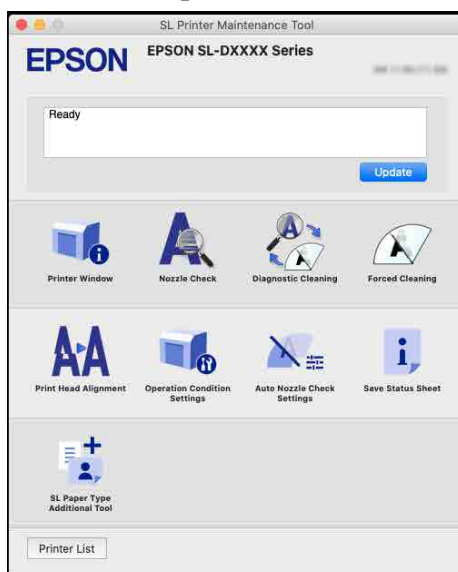 SL Printer Maintenance Tool
EPSON
EPSON SL-DXXXX Series
Ready
Update
Printer Window
Nozzle Check
Diagnostic Cleaning
Forced Cleaning
Print Head Alignment
Operation Condition
Settings
Auto Nozzle Check
Settings
Save Status Sheet
SL Paper Type
Additional Tool
Printer List